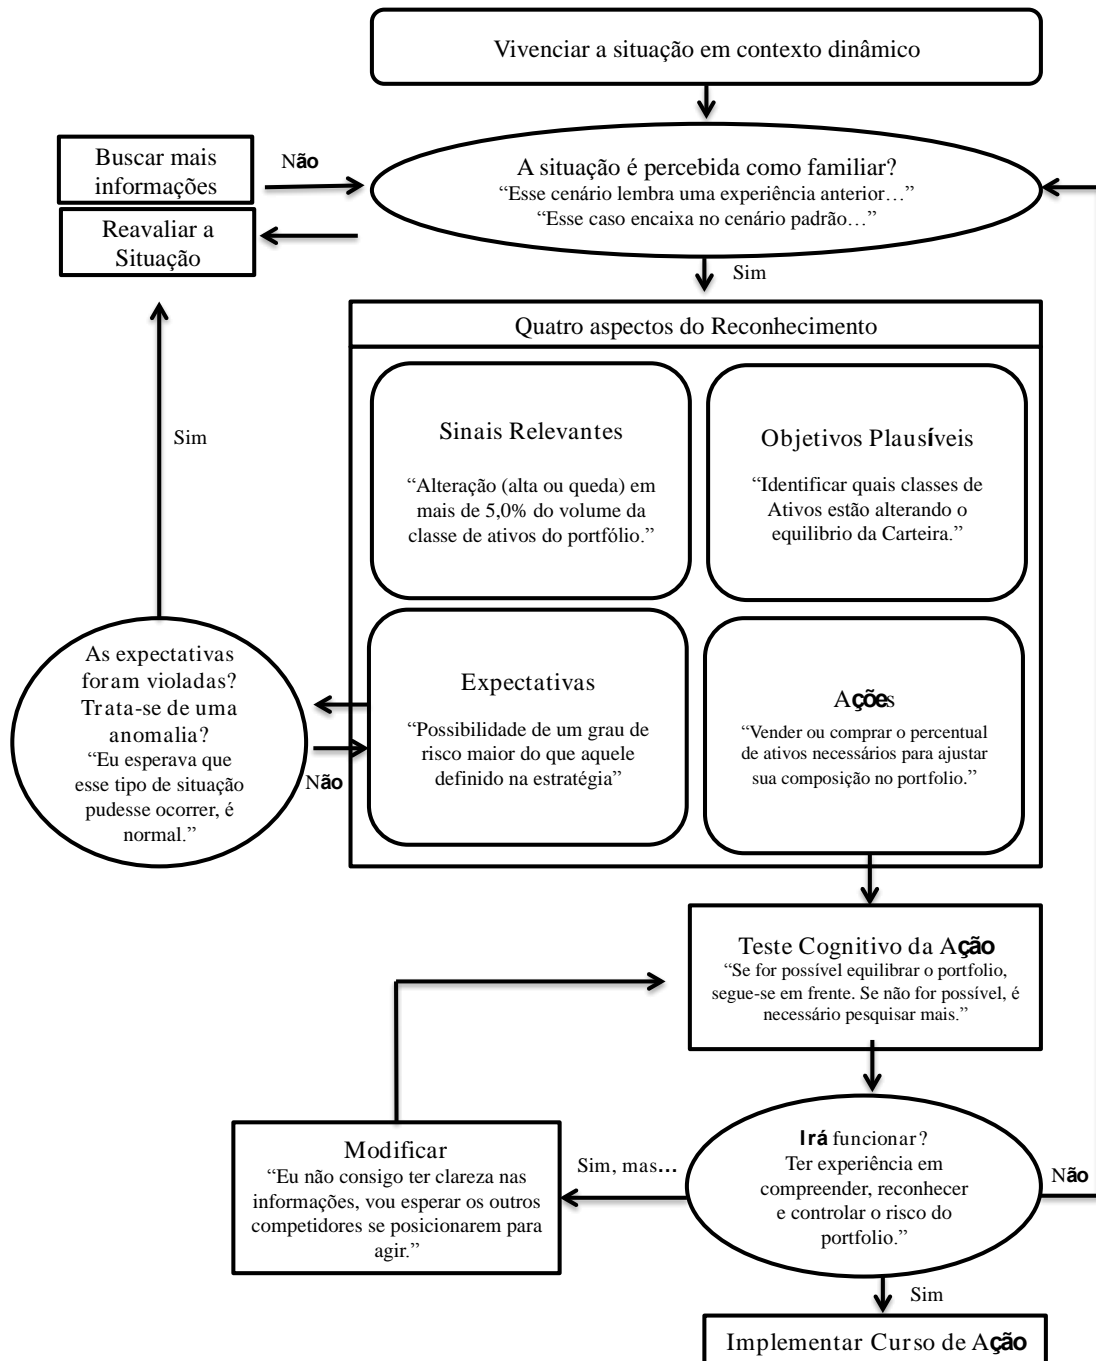 Vivenciar a situação em contexto dinâmico
Buscar mais
informações
Não
A situação é percebida como familiar?
“Esse cenário lembra uma experiência anterior…”
“Esse caso encaixa no cenário padrão…”
Reavaliar a
Situação
Sim
Quatro aspectos do Reconhecimento
Sinais Relevantes
“Alteração (alta ou queda) em
mais de 5,0% do volume da
classe de ativos do portfólio.”
Objetivos Plausíveis
“Identificar quais classes de
Ativos estão alterando o
equilibrio da Carteira.”
Sim
As expectativas
foram violadas?
Trata-se de uma
anomalia?
“Eu esperava que
esse tipo de situação
pudesse ocorrer, é
normal.”
Não
Expectativas
“Possibilidade de um grau de
risco maior do que aquele
definido na estratégia”
Ações
“Vender ou comprar o percentual
de ativos necessários para ajustar
sua composição no portfolio.”
Teste Cognitivo da Ação
“Se for possível equilibrar o portfolio,
segue-se em frente. Se não for possível, é
necessário pesquisar mais.”
Modificar
“Eu não consigo ter clareza nas
informações, vou esperar os outros
competidores se posicionarem para
agir.”
Sim, mas…
Irá funcionar?
Ter experiência em
compreender, reconhecer
e controlar o risco do
portfolio.”
Não
Sim
Implementar Curso de Ação